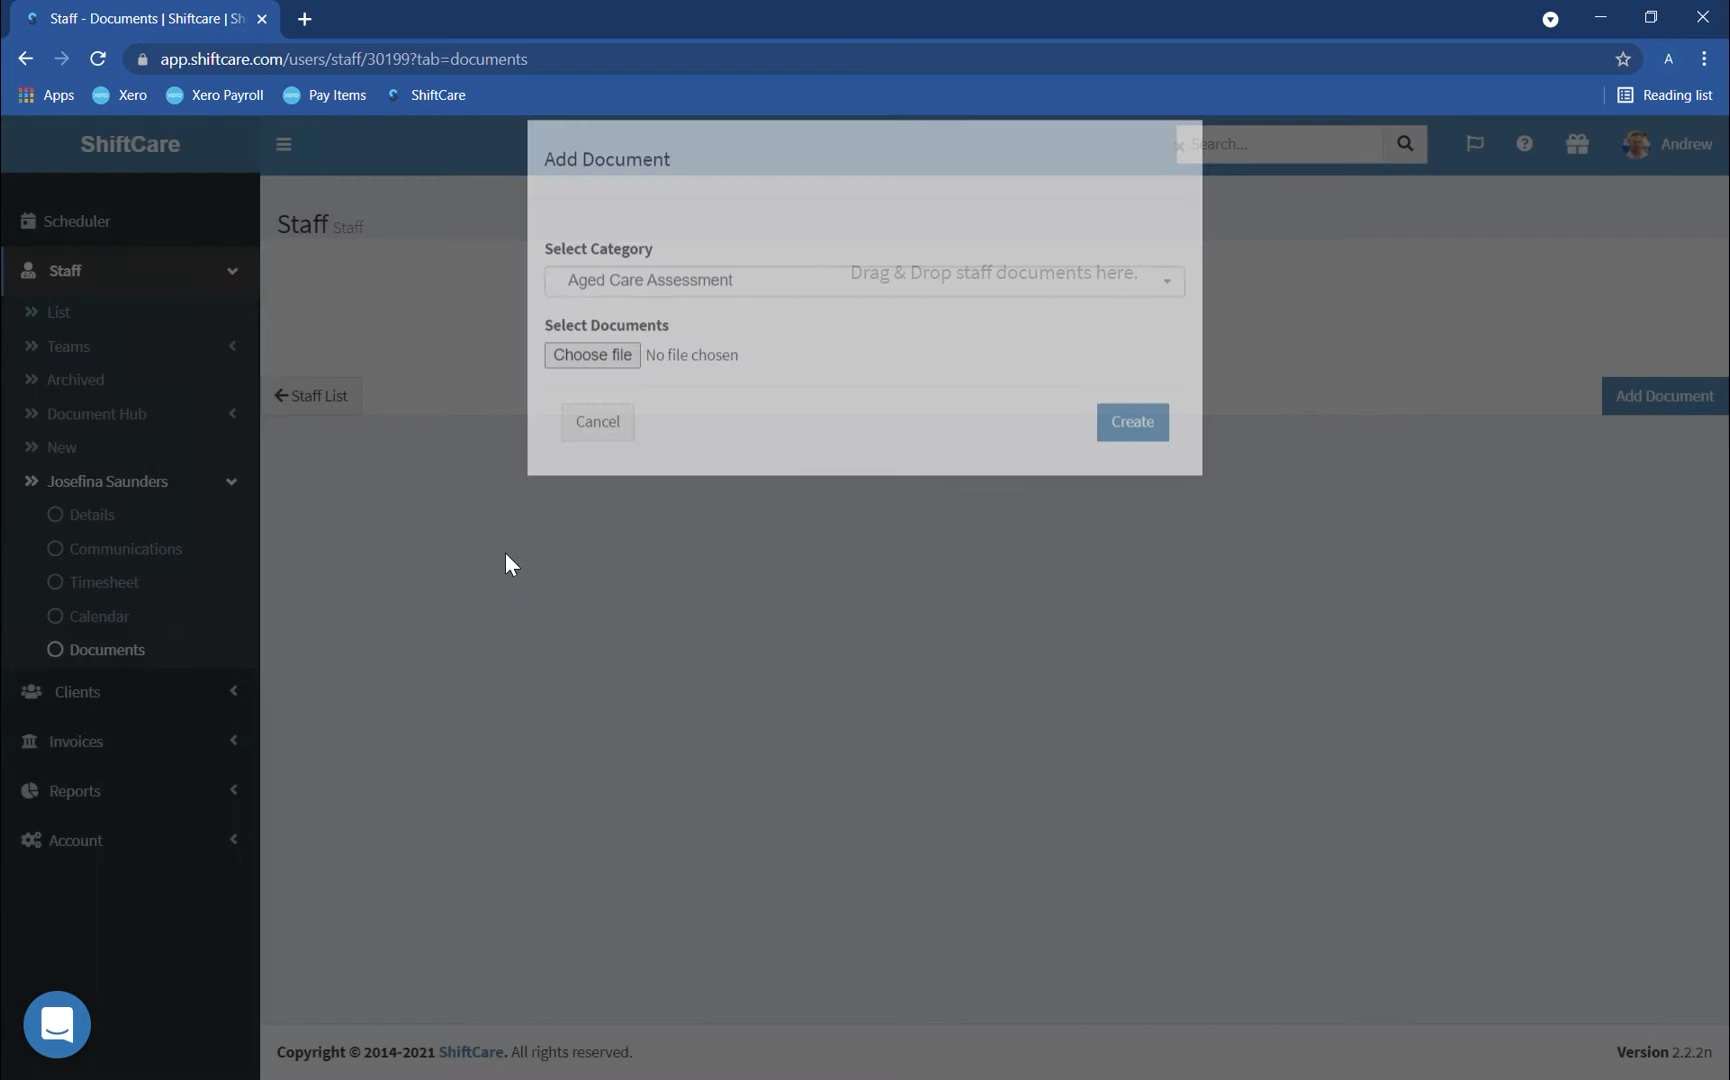 Staff - Documents | Shiftcare | Sh
app.shiftcare.com/users/staff/30199?tab=documents
A
Apps
Xero
Xero Payroll
Pay Items
ShiftCare
Reading list
ShiftCare
Add Document
Search...
Andrew
Scheduler
Staff Staff
Staff
List
Teams
Archived
Document Hub
New
Josefina Saunders
Details
Communications
Timesheet
Calendar
Documents
Clients
Invoices
Reports
Account
Select Category
Aged Care Assessment
Drag & Drop staff documents here.
Select Documents
Choose file No file chosen
Staff List
Add Document
Cancel
Create
Copyright © 2014-2021 ShiftCare. All rights reserved.
Version 2.2.2n